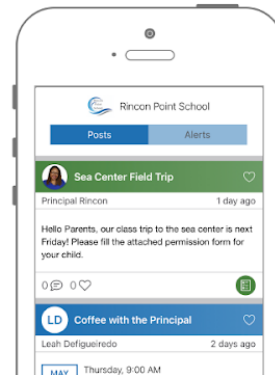 Rincon Point School
Posts Alerts
Sea Center Field Trip
Principal Rincon 1 day ago
Hello Parents, our class trip to the sea center is next
Friday! Please fill the attached permission form for
your child.
0 0
LD Coffee with the Principal
Leah Defigueiredo 2 days ago
MAY Thursday, 9:00 AM